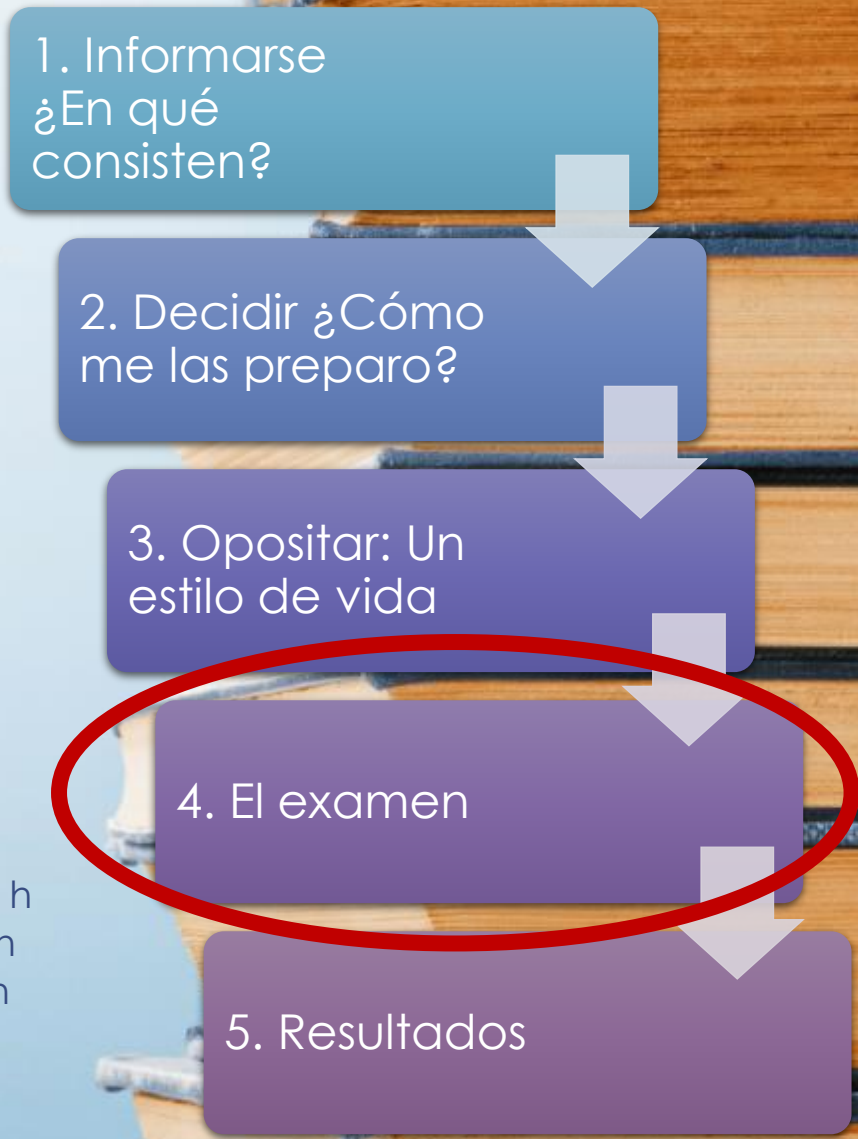 1. Informarse
¿En qué
consisten?
2. Decidir ¿Cómo
me las preparo?
3. Opositar: Un
estilo de vida
4. El examen
h
n
n
5. Resultados